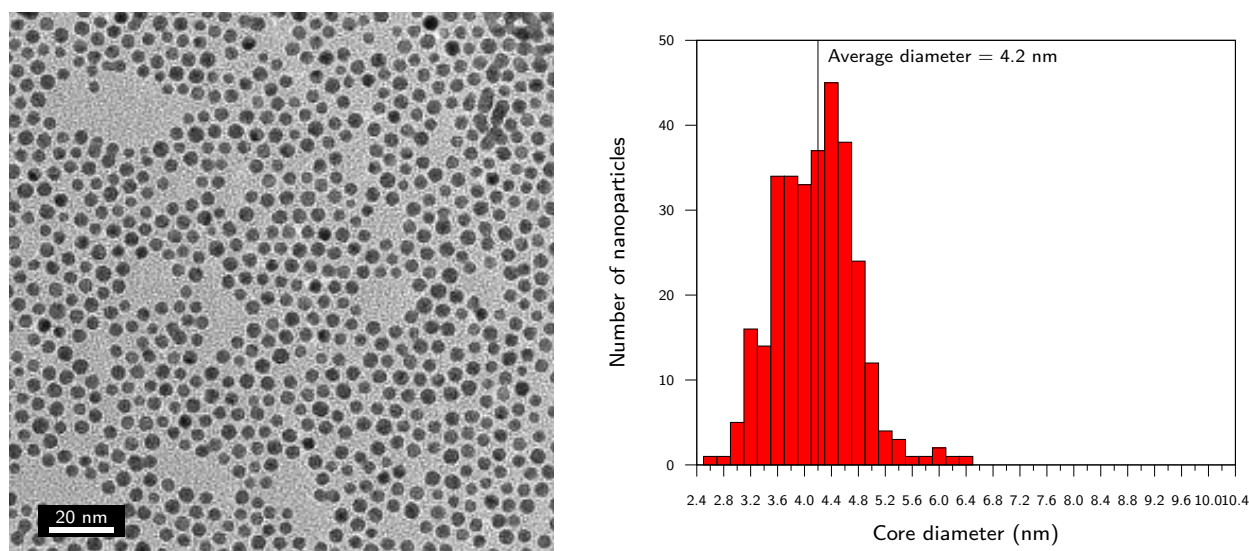 20 nm
Average diameter = 4.2 nm
50
40
30
20
10
0
Number of nanoparticles
2.4 2.8 3.2 3.6 4.0 4.4 4.8 5.2 5.6 6.0 6.4 6.8 7.2 7.6 8.0 8.4 8.8 9.2 9.6 10.0 10.4
Core diameter (nm)